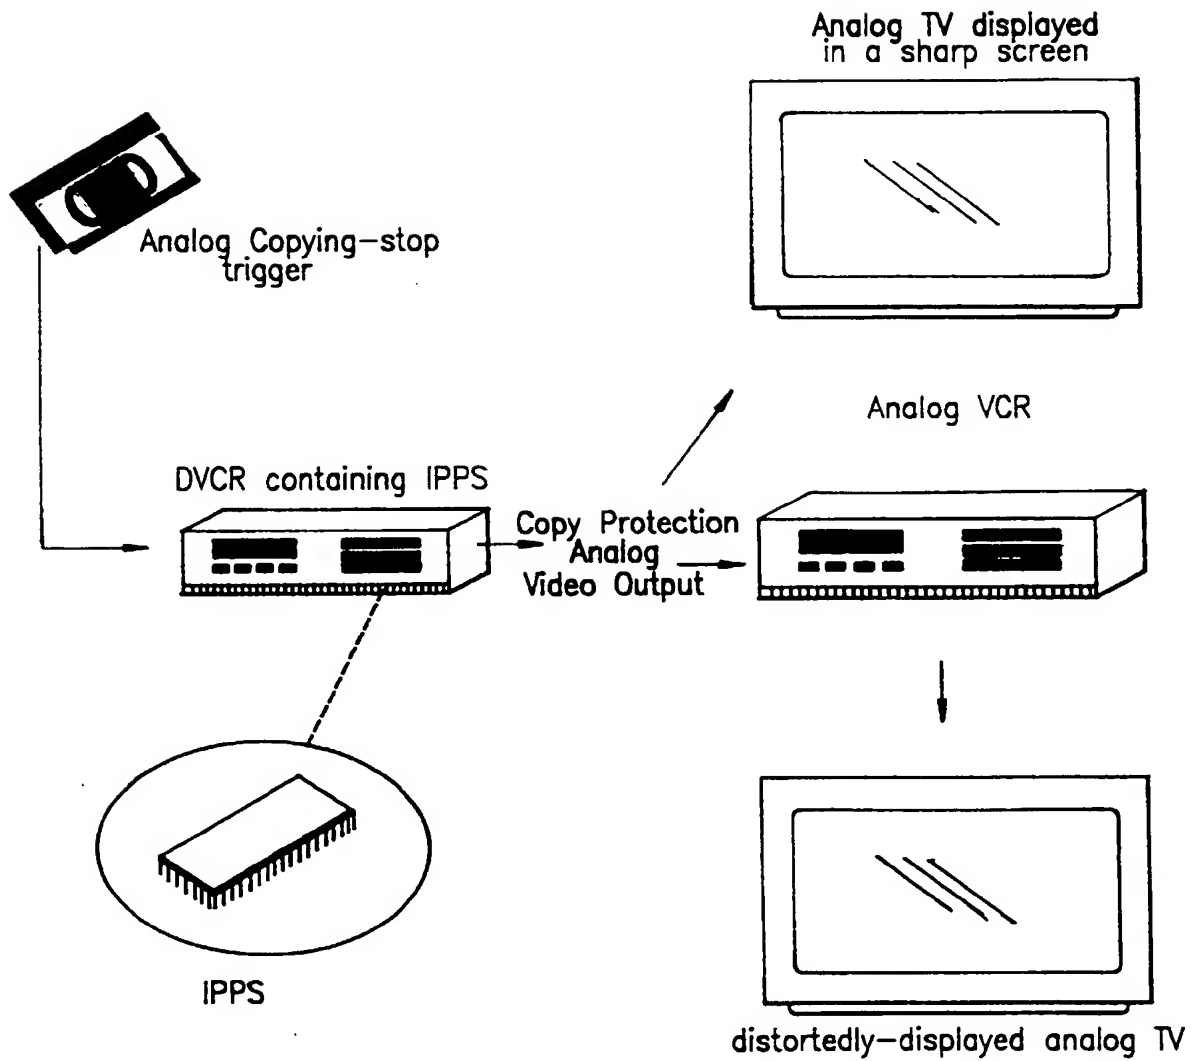 Analog TV displayed
in a sharp screen
Analog Copying-stop
trigger
Analog VCR
DVCR containing IPPS
Copy Protection
Analog
Video Output
IPPS
distortedly-displayed analog TV